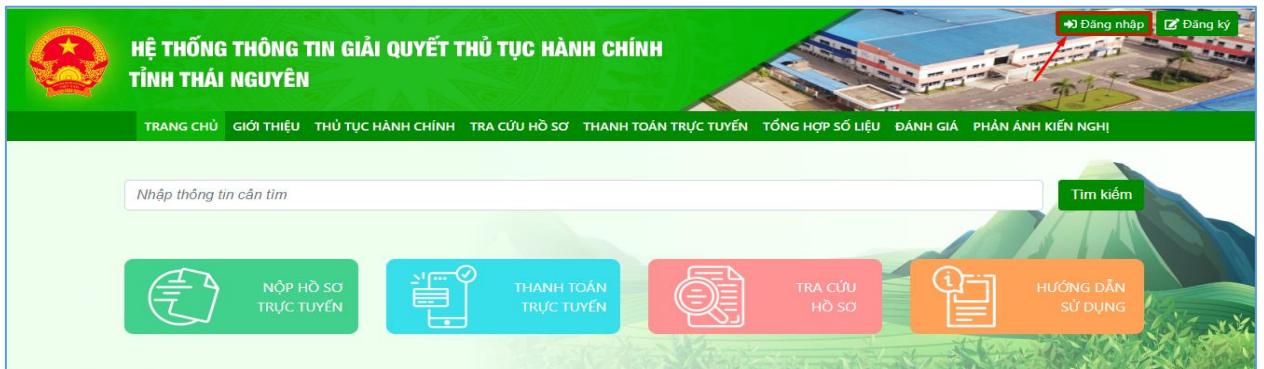 Đăng nhập
Đăng ký
HỆ THỐNG THÔNG TIN GIẢI QUYẾT THỦ TỤC HÀNH CHÍNH
TỈNH THÁI NGUYÊN
TRANG CHỦ GIỚI THIỆU THỦ TỤC HÀNH CHÍNH TRA CỨU HỒ SƠ THANH TOÁN TRỰC TUYẾN TỔNG HỢP SỐ LIỆU ĐÁNH GIÁ PHẢN ÁNH KIẾN NGHỊ
Nhập thông tin cần tìm
Tìm kiếm
NỘP HỒ SƠ
TRỰC TUYẾN
THANH TOÁN
TRỰC TUYẾN
TRA CỨU
HỒ SƠ
HƯỚNG DẪN
SỬ DỤNG